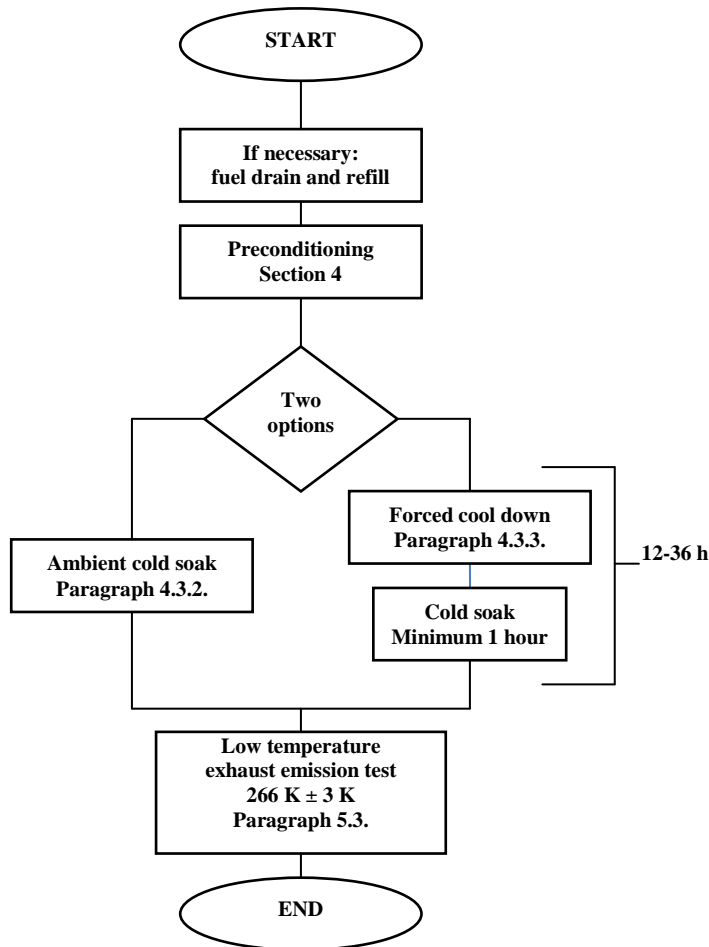 START
If necessary:
fuel drain and refill
Preconditioning
Section 4
Two
options
Ambient cold soak
Paragraph 4.3.2.
Forced cool down
Paragraph 4.3.3.
Cold soak
Minimum 1 hour
12-36 h
Low temperature
exhaust emission test
266 K ± 3 K
Paragraph 5.3.
END